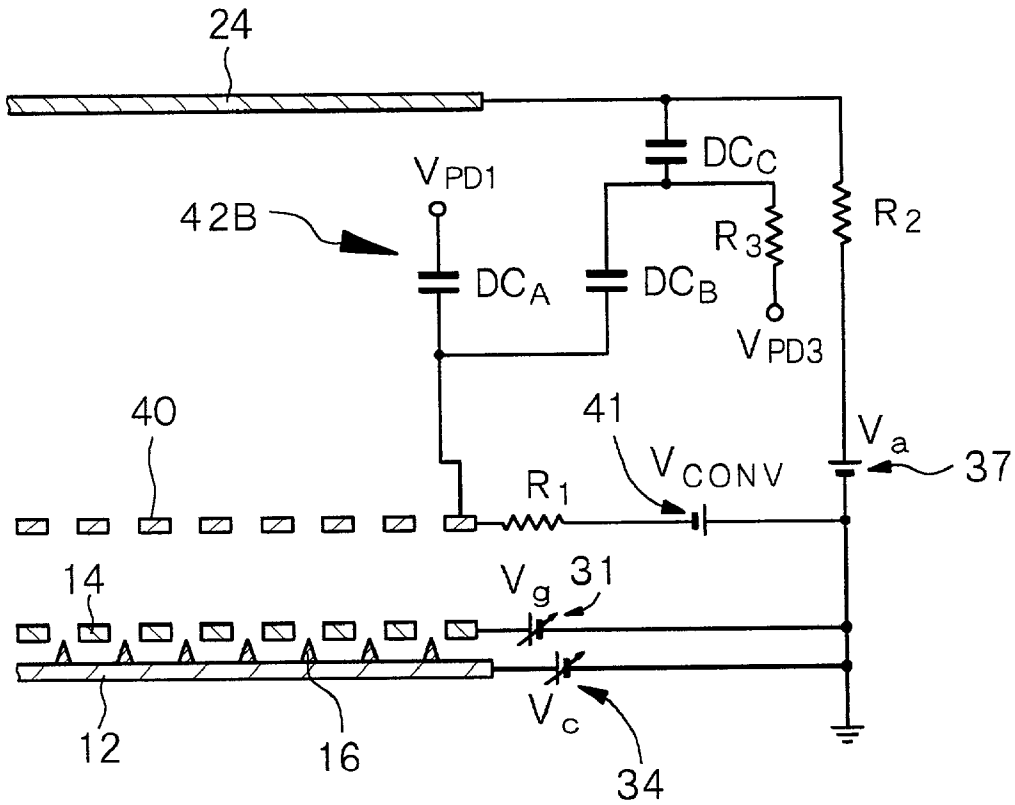 24
DCC
VPD1
42B
R2
R3
DCA
DCB
VPD3
40
41
Va
VCONV
37
R1
14
Vg
31
12
16
Vc
34